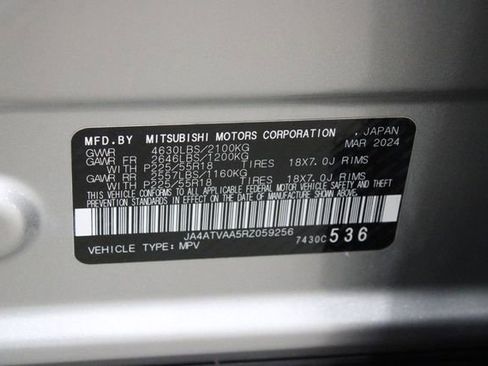 MFD.BY MITSUBISHI MOTORS CORPORATION , JAPAN
GVWR 4630LBS/2100KG MAR 2024
GAWR FR 2646LBS/1200KG
WITH P225/55R18 TIRES 18X7.0J RIMS
GAWR RR 2557LBS/1160KG
WITH P225/55R18 TIRES 18X7.0J RIMS
THIS VEHICLE CONFORMS TO ALL APPLICABLE FEDERAL MOTOR VEHICLE SAFETY AND THEFT
PREVENTION STANDARDS IN EFFECT ON THE DATE OF MANUFACTURE SHOWN ABOVE.
JA4ATVAA5RZ059256 7430C 536
VEHICLE TYPE: MPV